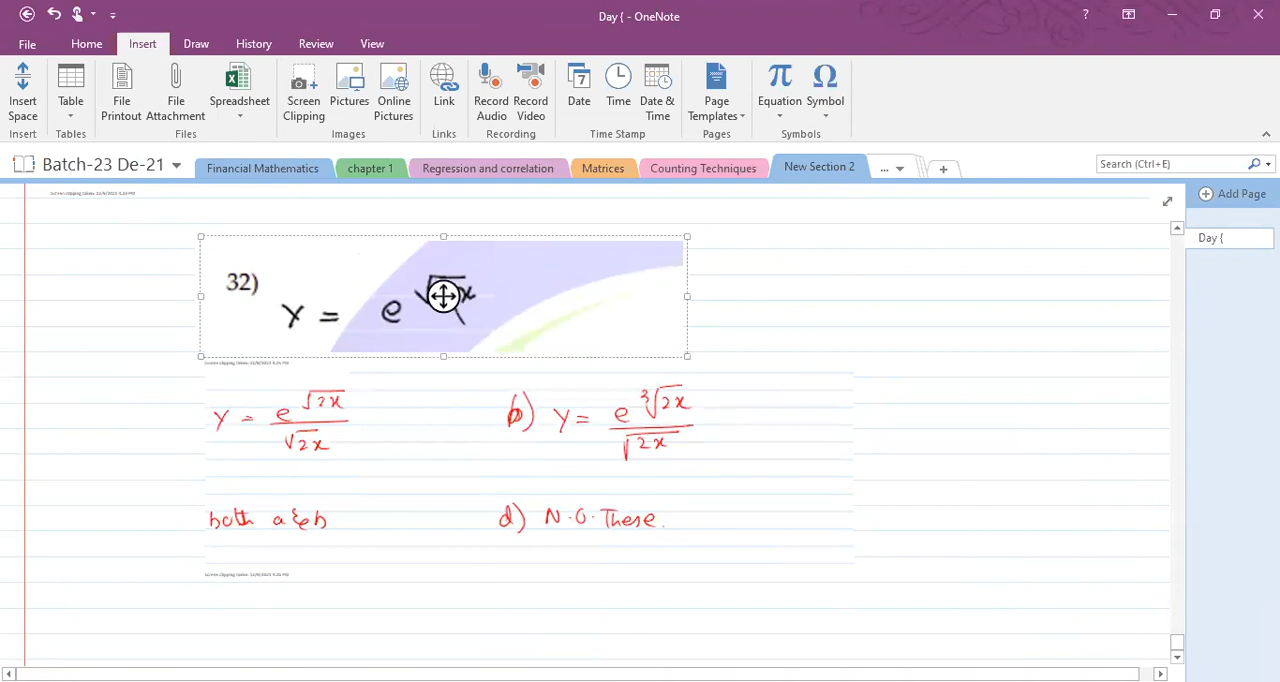 Day { - OneNote
?
File Home Insert Draw History Review View
Insert Space
Table
File Printout
File Attachment
Spreadsheet
Screen Clipping
Pictures
Online Pictures
Link
Record Audio
Record Video
Date
Time
Date & Time
Page Templates
π Equation
Ω Symbol
Insert Tables Files Images Links Recording Time Stamp Pages Symbols
Batch-23 De-21 Financial Mathematics chapter 1 Regression and correlation Matrices Counting Techniques New Section 2 ... + Search (Ctrl+E)
Add Page
Day {
32)
Y = e
Y = e^√2x / √2x b) Y = e^∛2x / √2x
both a & b d) N.O. These.